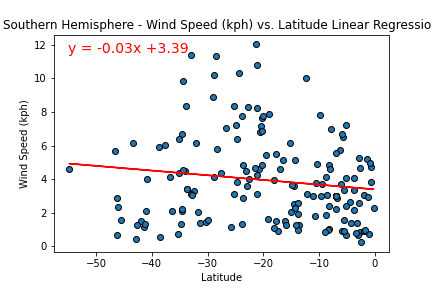 Southern Hemisphere - Wind Speed (kph) vs. Latitude Linear Regressio
y = -0.03x +3.39
12
10
8
6
4
2
0
Wind Speed (kph)
−50 −40 −30 −20 −10 0
Latitude